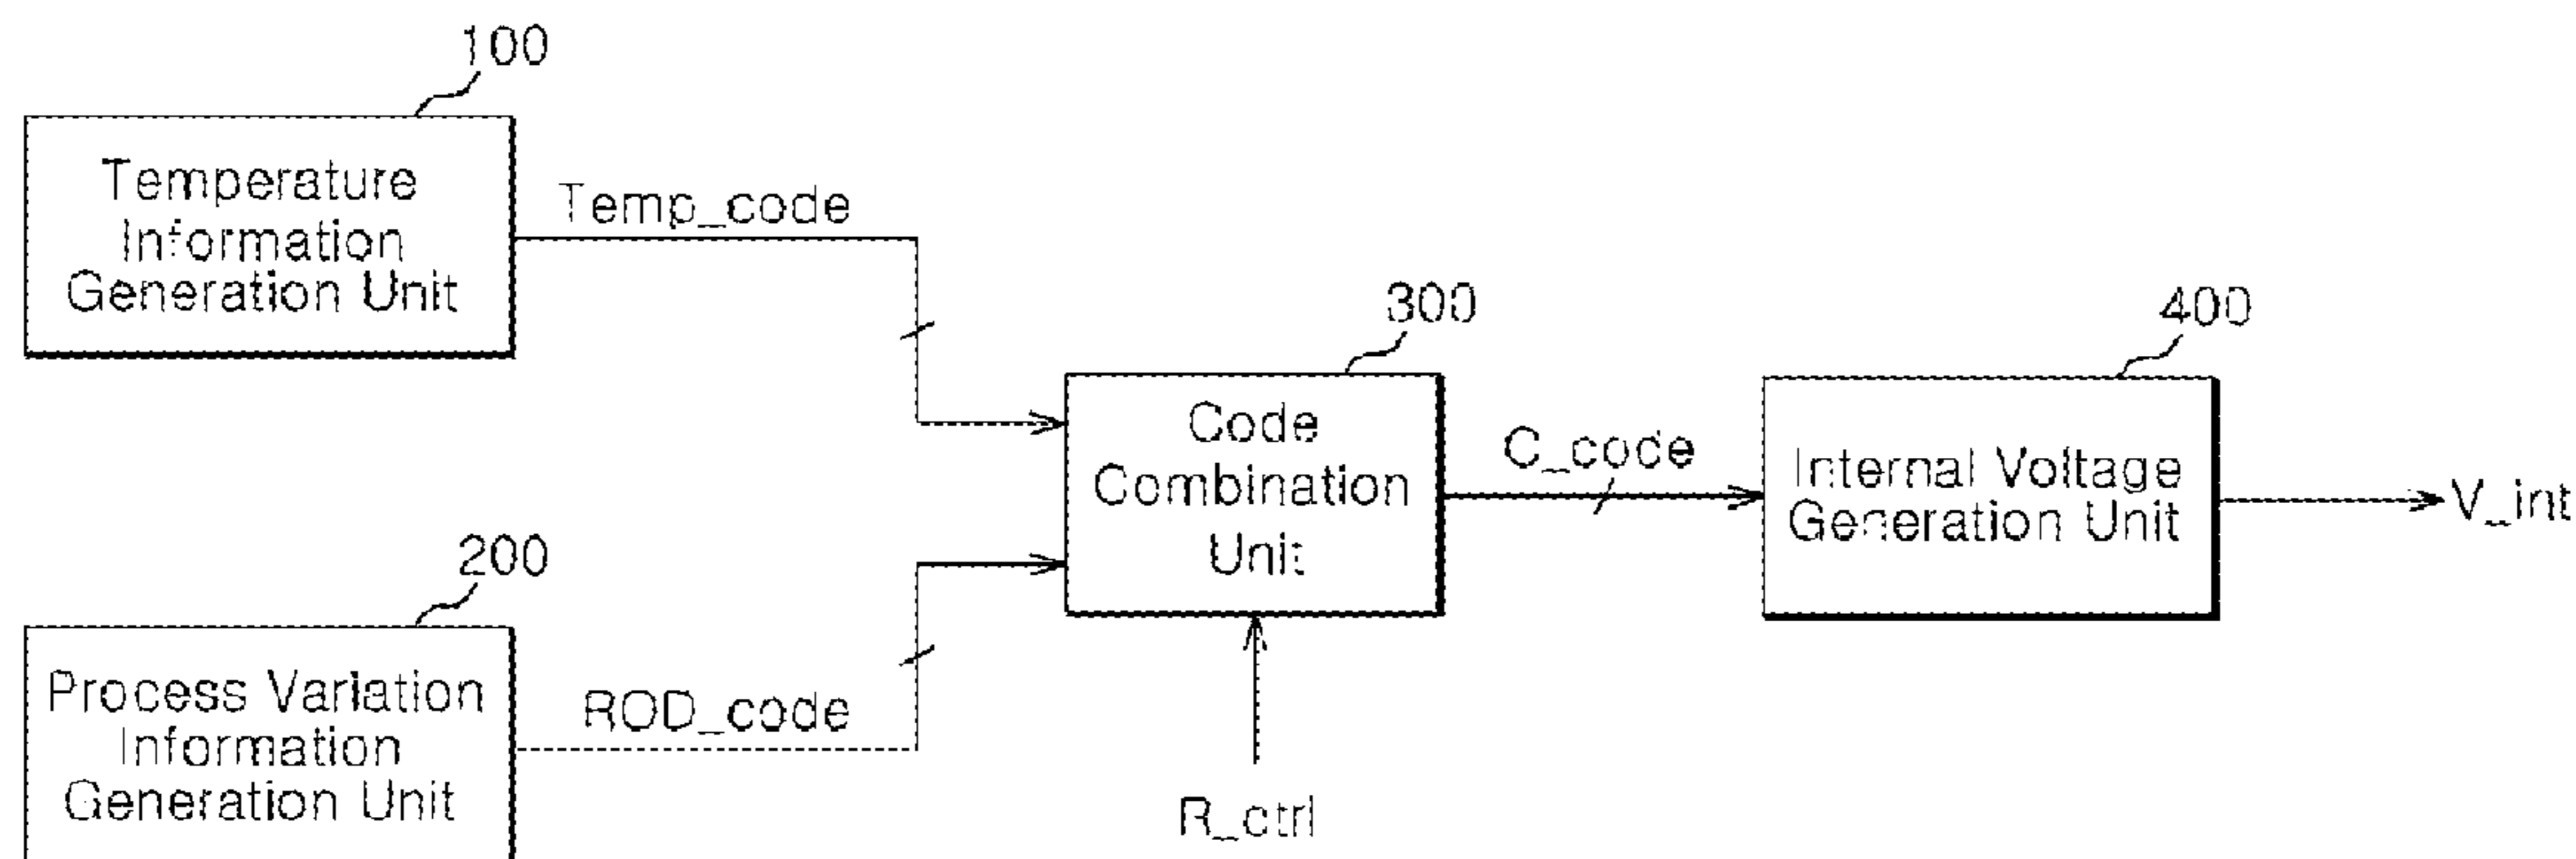 100
Temperature
Information
Generation Unit
Temp_code
200
Process Variation
Information
Generation Unit
ROD_code
300
Code
Combination
Unit
R_ctrl
C_code
400
Internal Voltage
Generation Unit
V_int